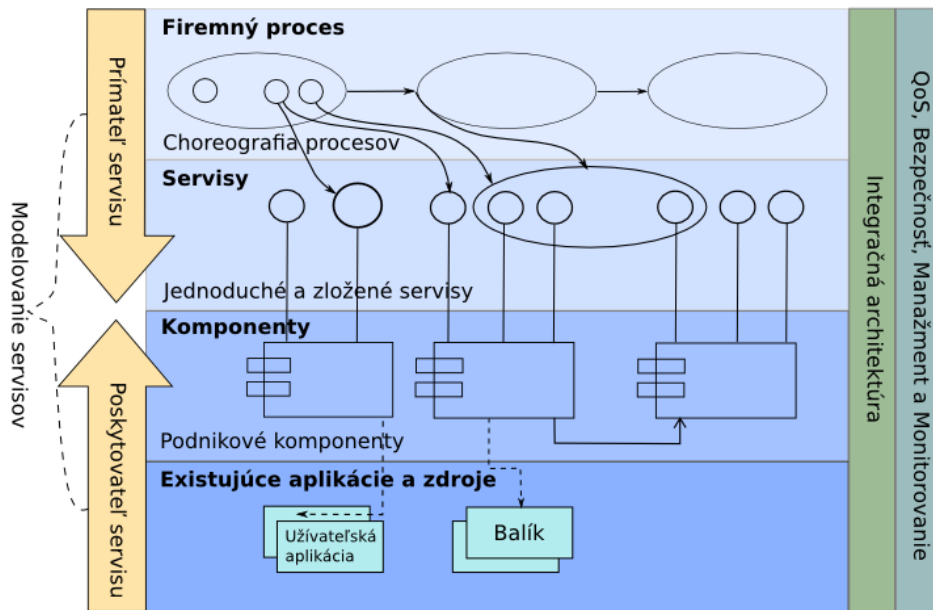 Firemný proces
Choreografia procesov
Servisy
Jednoduché a zložené servisy
Komponenty
Podnikové komponenty
Existujúce aplikácie a zdroje
Užívateľská
aplikácia
Balík
Modelovanie servisov
Prímateľ servisu
Poskytovateľ servisu
Integračná architektúra
QoS, Bezpečnosť, Manažment a Monitorovanie